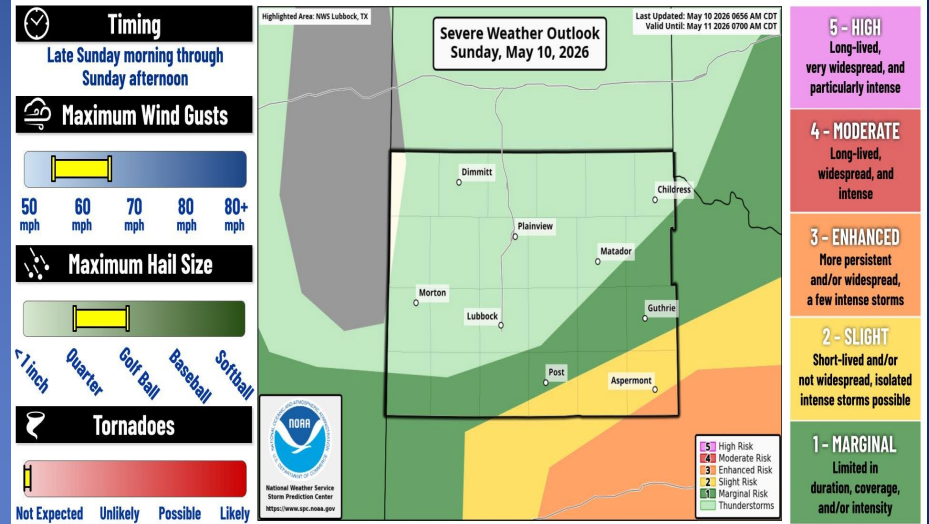 Timing
Late Sunday morning through
Sunday afternoon
Maximum Wind Gusts
50 60 70 80 80+
mph mph mph mph mph
Maximum Hail Size
< 1 inch Quarter Golf Ball Baseball Softball
Tornadoes
Not Expected Unlikely Possible Likely
Highlighted Area: NWS Lubbock, TX
Severe Weather Outlook
Sunday, May 10, 2026
Last Updated: May 10 2026 0656 AM CDT
Valid Until: May 11 2026 0700 AM CDT
Dimmitt
Childress
Plainview
Matador
Morton
Lubbock
Guthrie
Post
Aspermont
NOAA
National Weather Service
Storm Prediction Center
https://www.spc.noaa.gov
5 High Risk
4 Moderate Risk
3 Enhanced Risk
2 Slight Risk
1 Marginal Risk
Thunderstorms
5 - HIGH
Long-lived,
very widespread, and
particularly intense
4 - MODERATE
Long-lived,
widespread, and
intense
3 - ENHANCED
More persistent
and/or widespread,
a few intense storms
2 - SLIGHT
Short-lived and/or
not widespread, isolated
intense storms possible
1 - MARGINAL
Limited in
duration, coverage,
and/or intensity